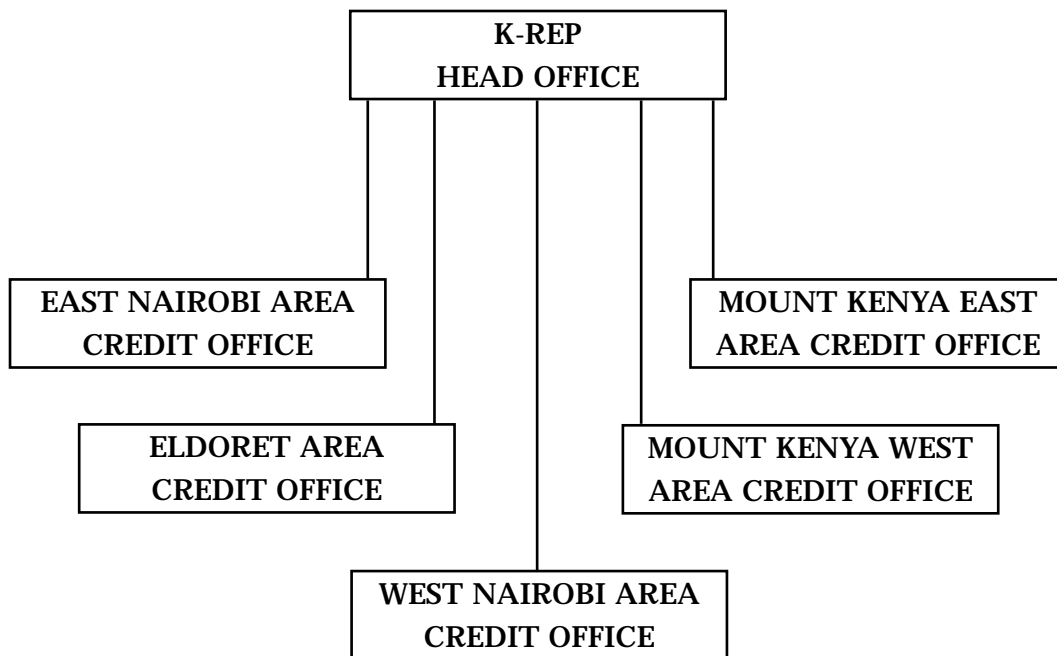 K-REP
HEAD OFFICE
EAST NAIROBI AREA
CREDIT OFFICE
MOUNT KENYA EAST
AREA CREDIT OFFICE
ELDORET AREA
CREDIT OFFICE
MOUNT KENYA WEST
AREA CREDIT OFFICE
WEST NAIROBI AREA
CREDIT OFFICE